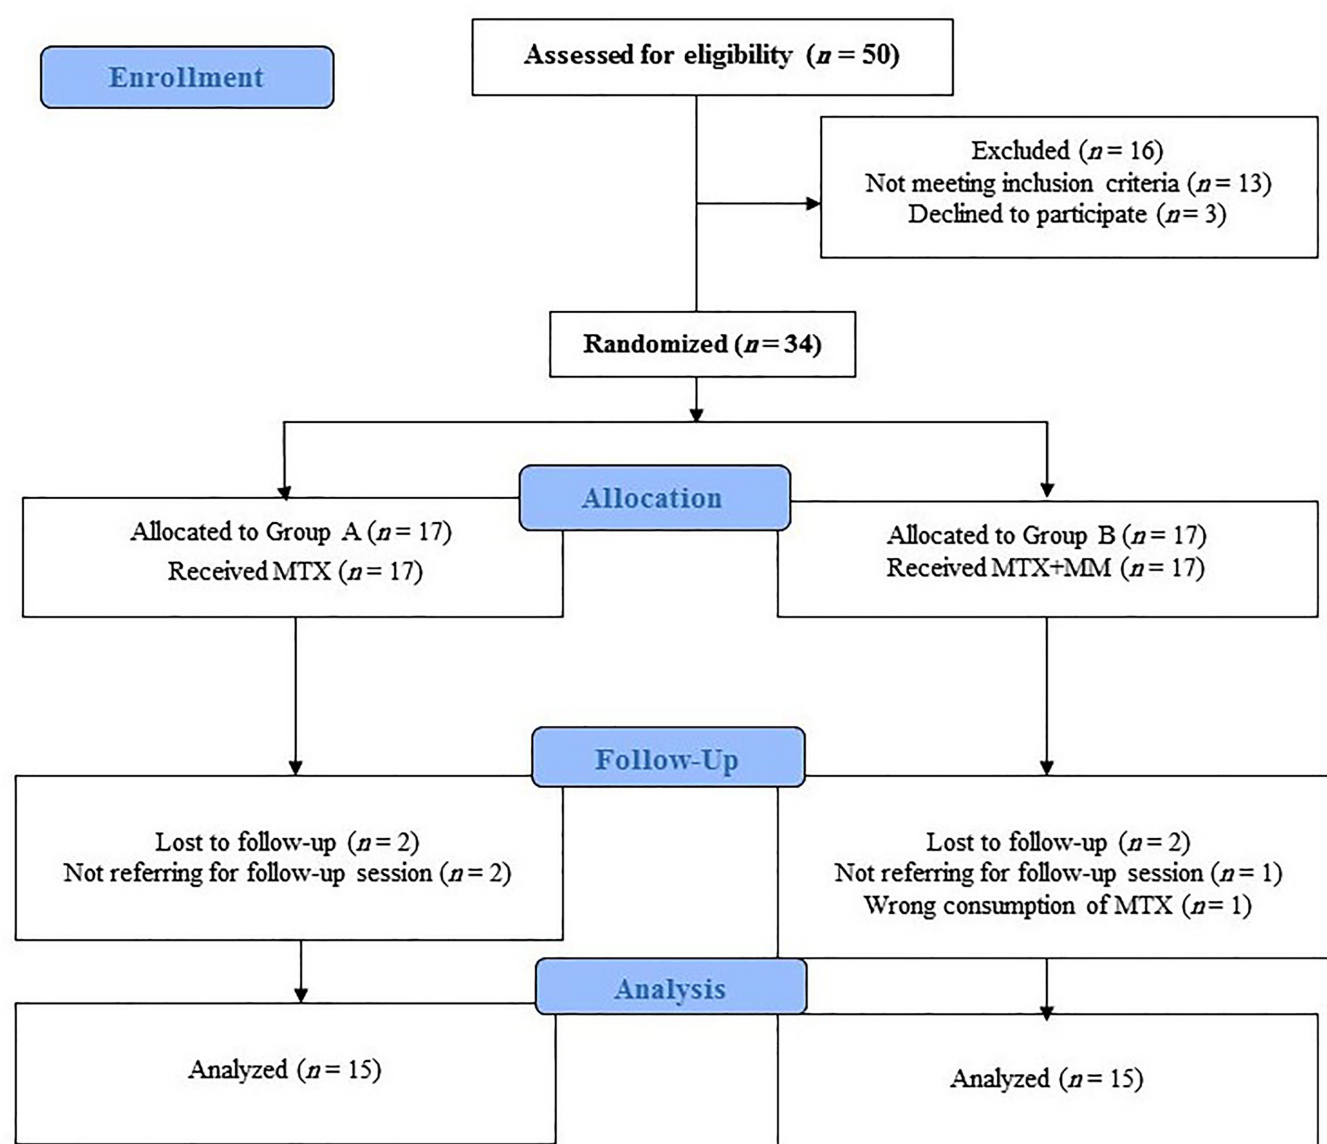 Assessed for eligibility (n = 50)
Enrollment
Excluded (n = 16)
Not meeting inclusion criteria (n = 13)
Declined to participate (n = 3)
Randomized (n = 34)
Allocation
Allocated to Group A (n = 17)
Received MTX (n = 17)
Allocated to Group B (n = 17)
Received MTX+MM (n = 17)
Follow-Up
Lost to follow-up (n = 2)
Not referring for follow-up session (n = 2)
Lost to follow-up (n = 2)
Not referring for follow-up session (n = 1)
Wrong consumption of MTX (n = 1)
Analysis
Analyzed (n = 15)
Analyzed (n = 15)